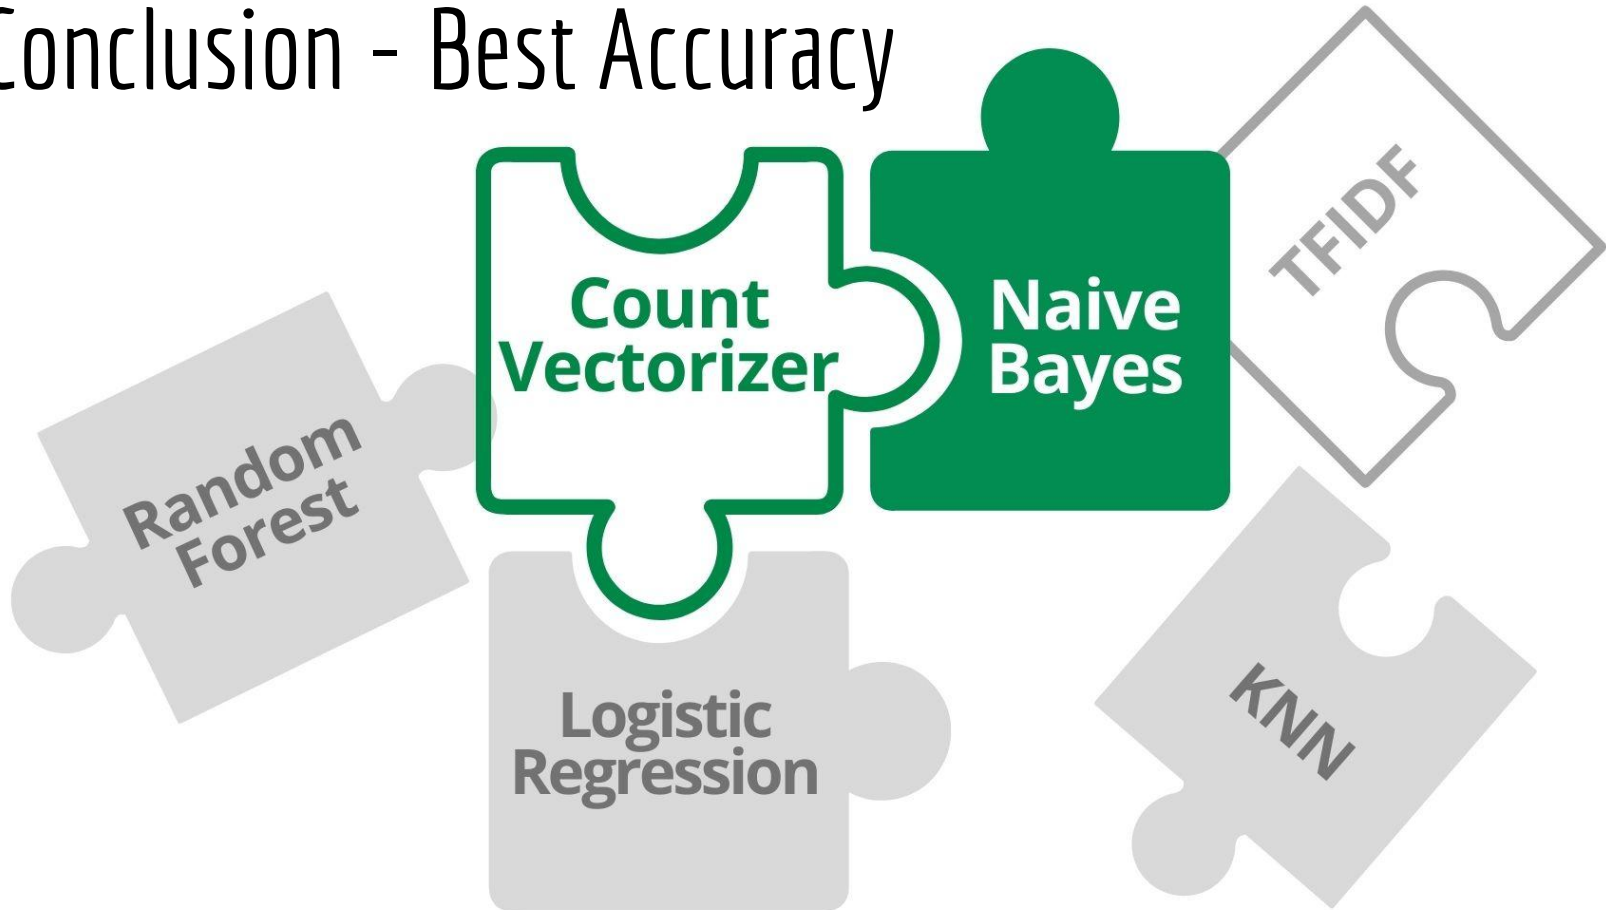 Conclusion - Best Accuracy
Count
Vectorizer
Naive
Bayes
TFIDF
Random
Forest
Logistic
Regression
KNN